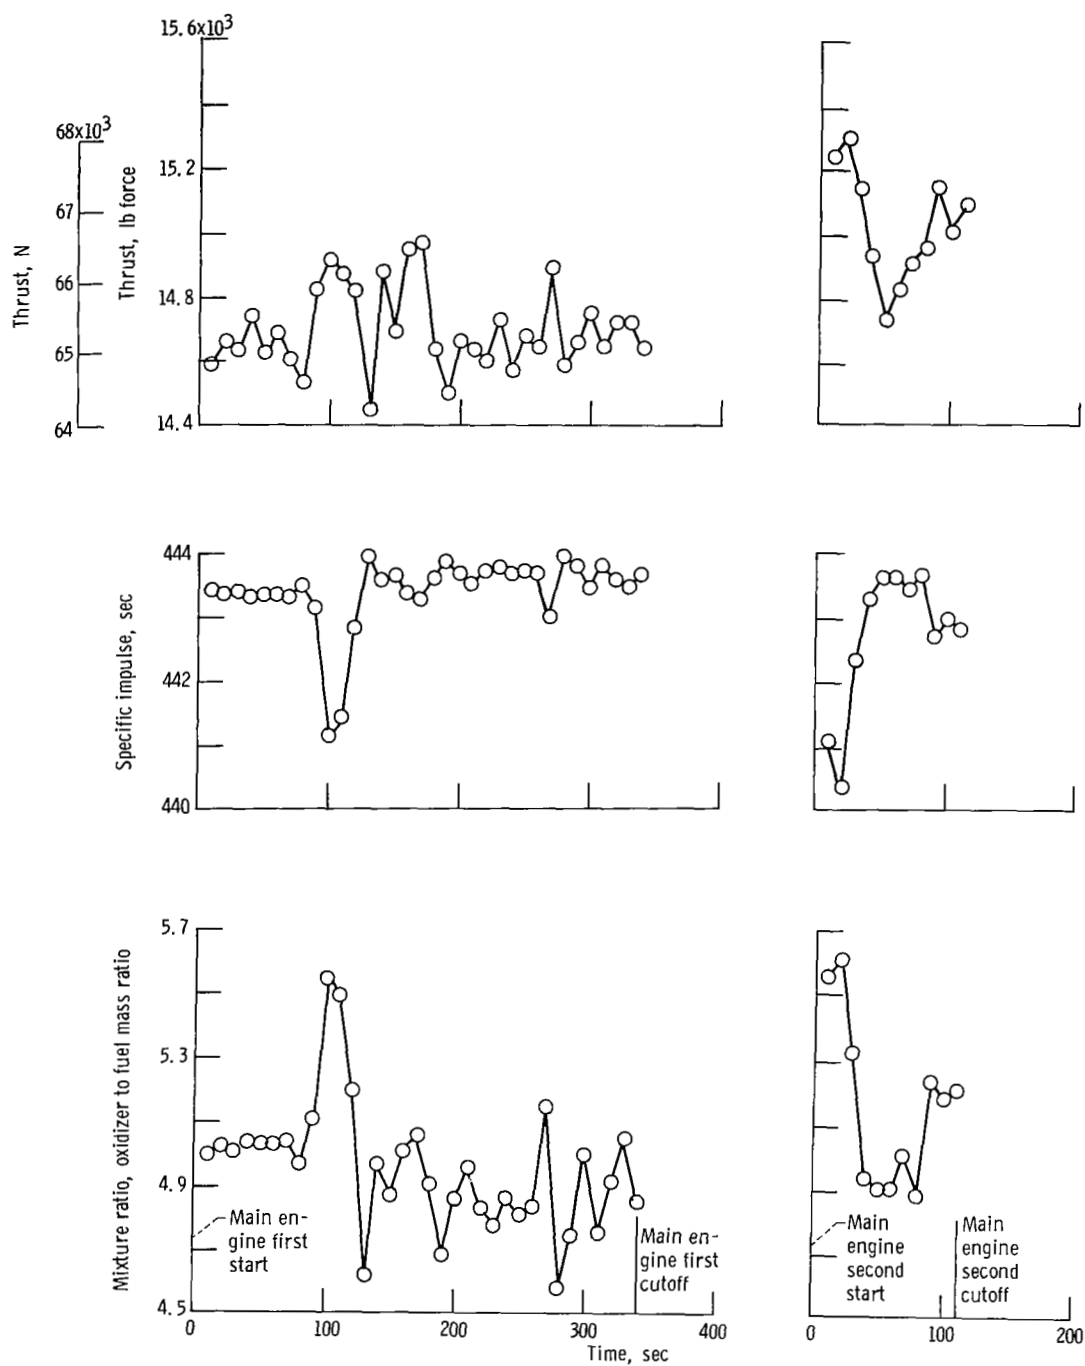 15.6x10³
68x10³
15.2
67
66
14.8
65
14.4
64
Thrust, N
Thrust, lb force
444
442
440
Specific impulse, sec
5.7
5.3
4.9
4.5
Mixture ratio, oxidizer to fuel mass ratio
Main en-
gine first
start
Main en-
gine first
cutoff
Main
engine
second
start
Main
engine
second
cutoff
0 100 200 300 400
0 100 200
Time, sec